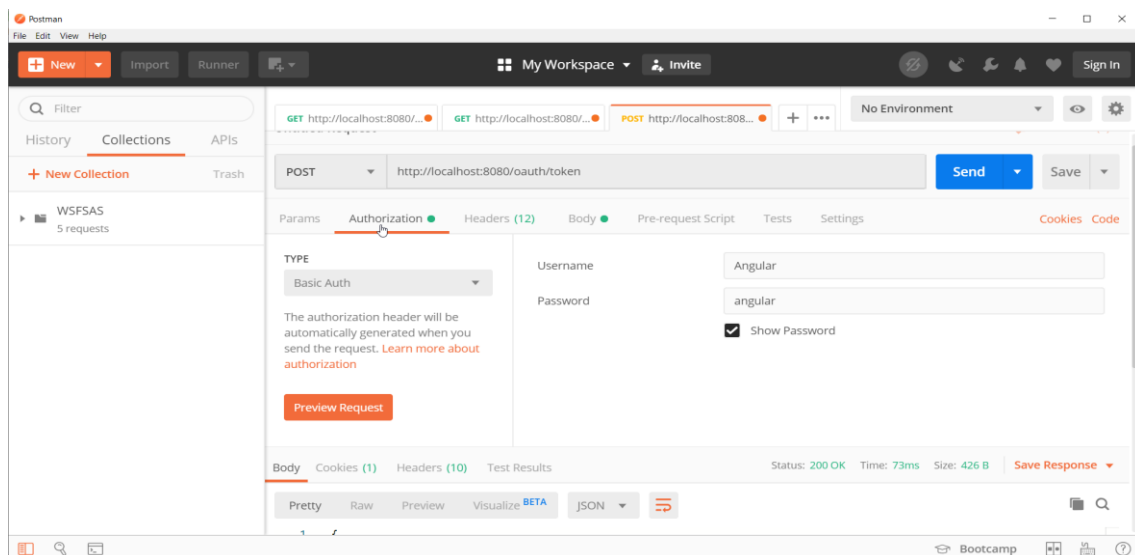 Postman
File Edit View Help
New Import Runner My Workspace Invite Sign In
Filter
History Collections APIs
+ New Collection Trash
WSFSAS
5 requests
GET http://localhost:8080/... GET http://localhost:8080/... POST http://localhost:808... + ... No Environment
POST http://localhost:8080/oauth/token Send Save
Params Authorization Headers (12) Body Pre-request Script Tests Settings Cookies Code
TYPE
Basic Auth
The authorization header will be
automatically generated when you
send the request. Learn more about
authorization
Preview Request
Username Angular
Password angular
Show Password
Body Cookies (1) Headers (10) Test Results Status: 200 OK Time: 73ms Size: 426 B Save Response
Pretty Raw Preview Visualize BETA JSON
1 {
Bootcamp